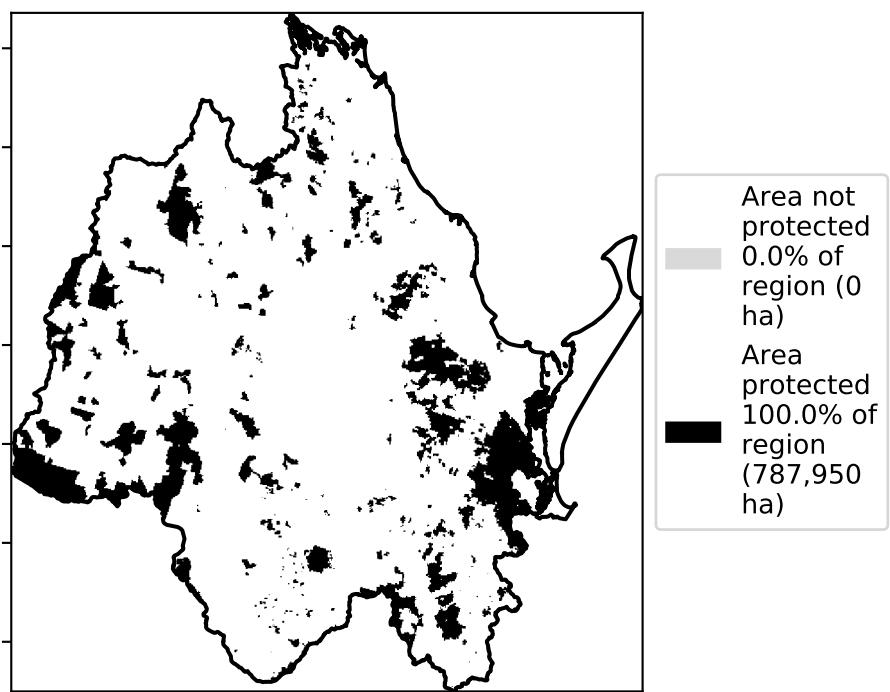 Area not
protected
0.0% of
region (0
ha)
Area
protected
100.0% of
region
(787,950
ha)